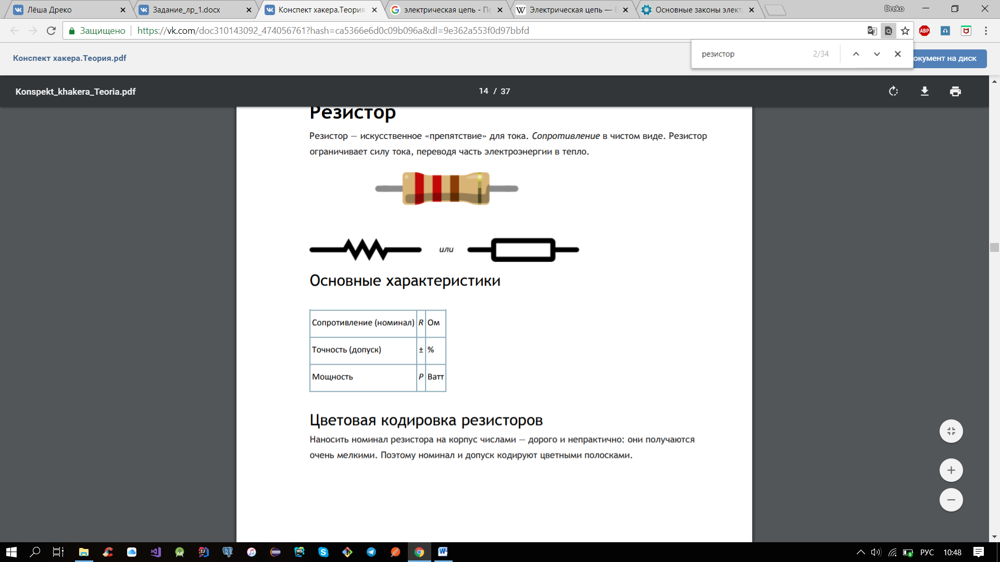 Лёша Дреко
Задание_лр_1.docx
Конспект хакера.Теория
электрическая цепь - По
Электрическая цепь —
Основные законы элект
Dreko
Защищено
https://vk.com/doc310143092_474056761?hash=ca5366e6d0c09b096a&dl=9e362a553f0d97bbfd
ABP
резистор 2/34
Конспект хакера.Теория.pdf
окумент на диск
Konspekt_khakera_Teoria.pdf
14 / 37
Резистор
Резистор — искусственное «препятствие» для тока. Сопротивление в чистом виде. Резистор
ограничивает силу тока, переводя часть электроэнергии в тепло.
или
Основные характеристики
Сопротивление (номинал) R Ом
Точность (допуск) ± %
Мощность P Ватт
Цветовая кодировка резисторов
Наносить номинал резистора на корпус числами — дорого и непрактично: они получаются
очень мелкими. Поэтому номинал и допуск кодируют цветными полосками.
РУС
10:48